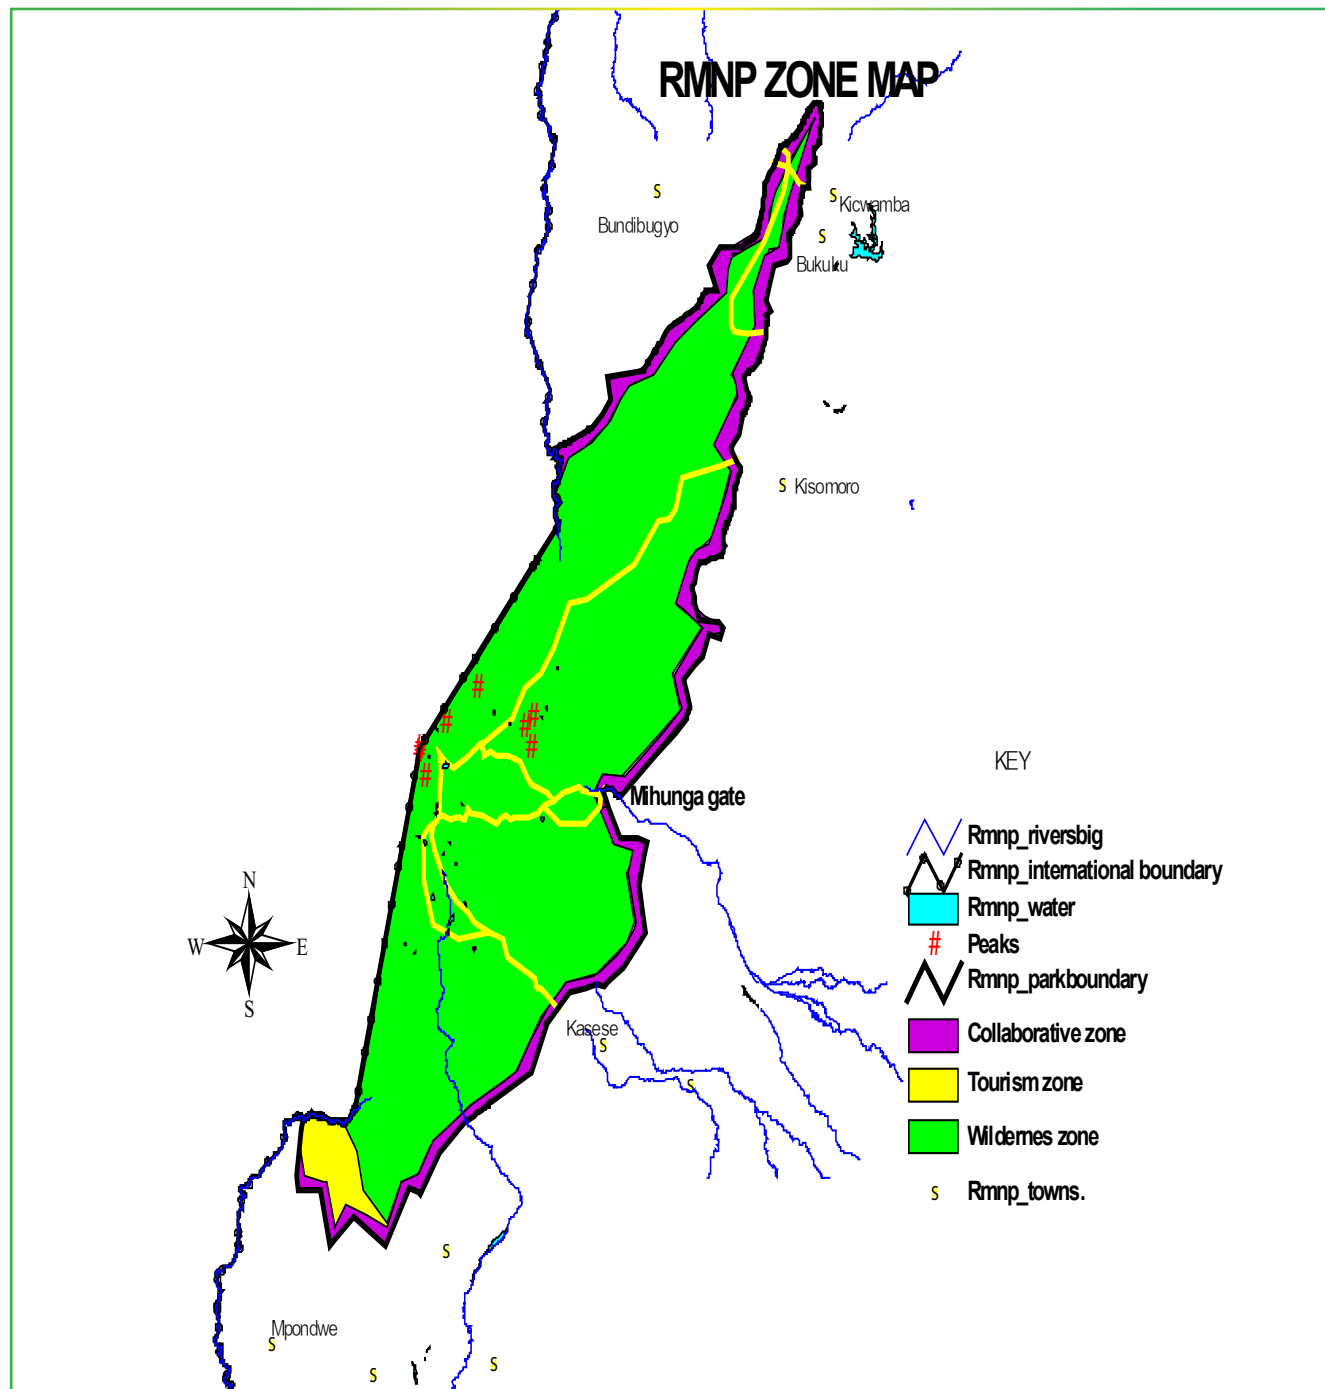 RMNP ZONE MAP
S
S
Kicwamba
Bundibugyo
S
Bukuku
S Kisomoro
#
#
#
#
#
#
#
#
KEY
Mihunga gate
Rmnp_riversbig
Rmnp_international boundary
Rmnp_water
# Peaks
Rmnp_parkboundary
Collaborative zone
Tourism zone
Wildernes zone
S Rmnp_towns.
N
W E
S
Kasese
S
S
S
Mpondwe
S
S
S